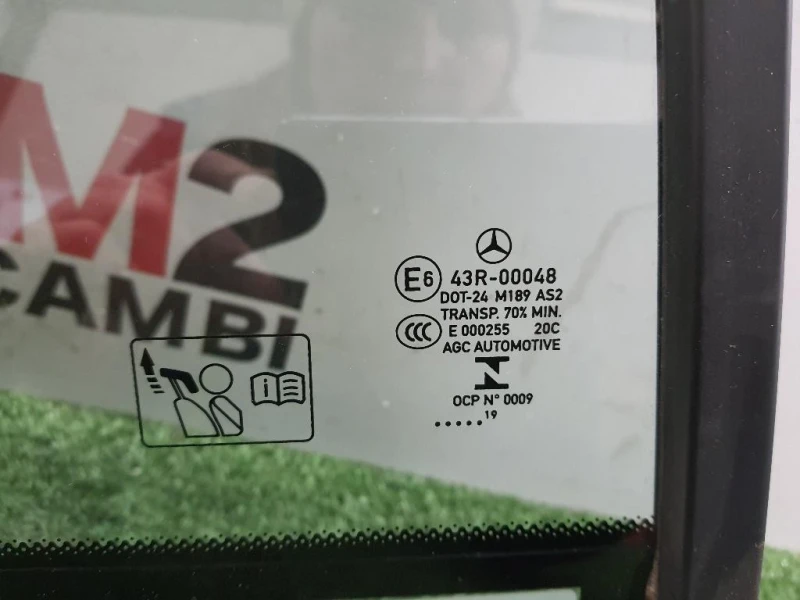 M2
CAMBI
E6 43R-00048
DOT-24 M189 AS2
TRANSP. 70% MIN.
CCC E 000255 20C
AGC AUTOMOTIVE
OCP N° 0009
.....19
i